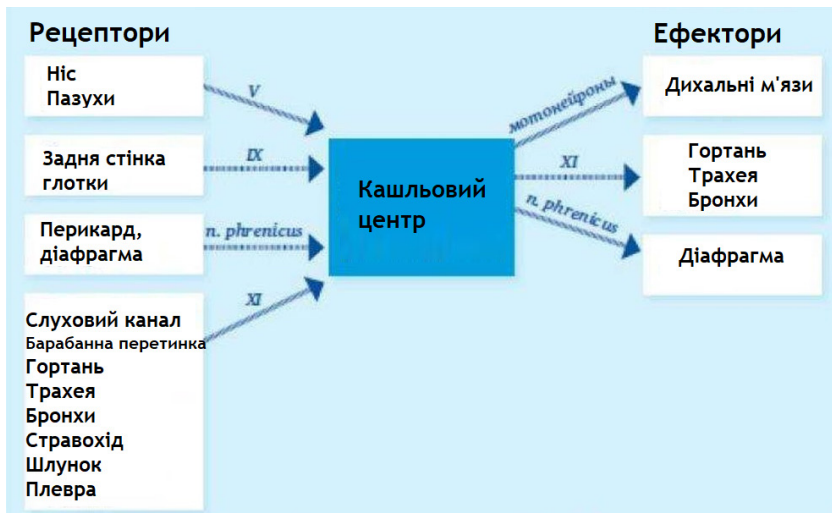 Рецептори
Ніс
Пазухи
V
Задня стінка
глотки
IX
Перикард,
діафрагма
n. phrenicus
Слуховий канал
Барабанна перетинка
Гортань
Трахея
Бронхи
Стравохід
Шлунок
Плевра
XI
Кашльовий
центр
Ефектори
мотонейроны
Дихальні м'язи
XI
Гортань
Трахея
Бронхи
n. phrenicus
Діафрагма